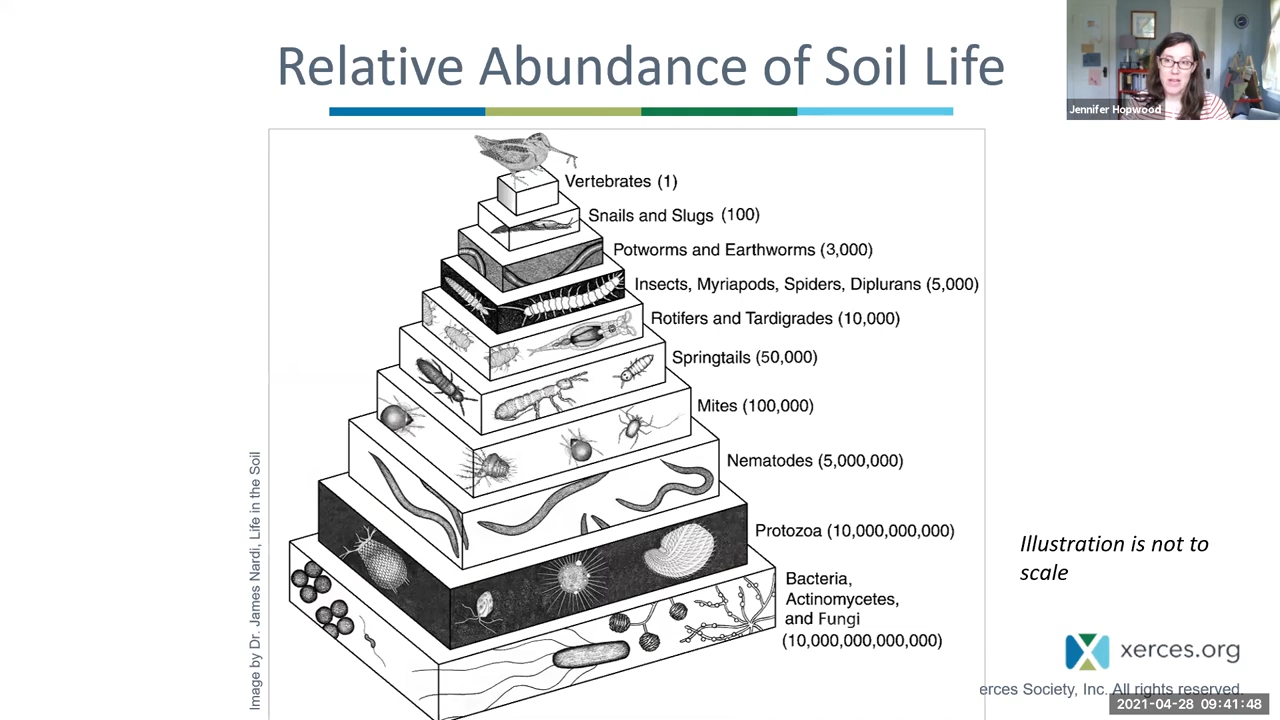 Relative Abundance of Soil Life
Jennifer Hopwood
Vertebrates (1)
Snails and Slugs (100)
Potworms and Earthworms (3,000)
Insects, Myriapods, Spiders, Diplurans (5,000)
Rotifers and Tardigrades (10,000)
Springtails (50,000)
Mites (100,000)
Nematodes (5,000,000)
Protozoa (10,000,000,000)
Bacteria,
Actinomycetes,
and Fungi
(10,000,000,000,000)
Image by Dr. James Nardi, Life in the Soil
Illustration is not to
scale
xerces.org
erces Society, Inc. All rights reserved.
2021-04-28 09:41:48